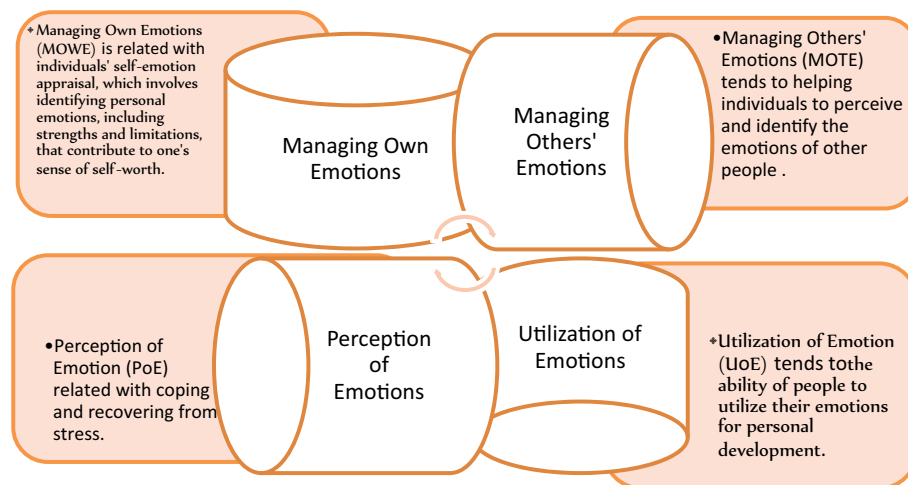 ✦Managing Own Emotions
(MOWE) is related with
individuals' self-emotion
appraisal, which involves
identifying personal
emotions, including
strengths and limitations,
that contribute to one's
sense of self-worth.
Managing Own
Emotions
Managing
Others'
Emotions
•Managing Others'
Emotions (MOTE)
tends to helping
individuals to perceive
and identify the
emotions of other
people .
•Perception of
Emotion (PoE)
related with coping
and recovering from
stress.
Perception
of
Emotions
Utilization of
Emotions
✦Utilization of Emotion
(UoE) tends tothe
ability of people to
utilize their emotions
for personal
development.